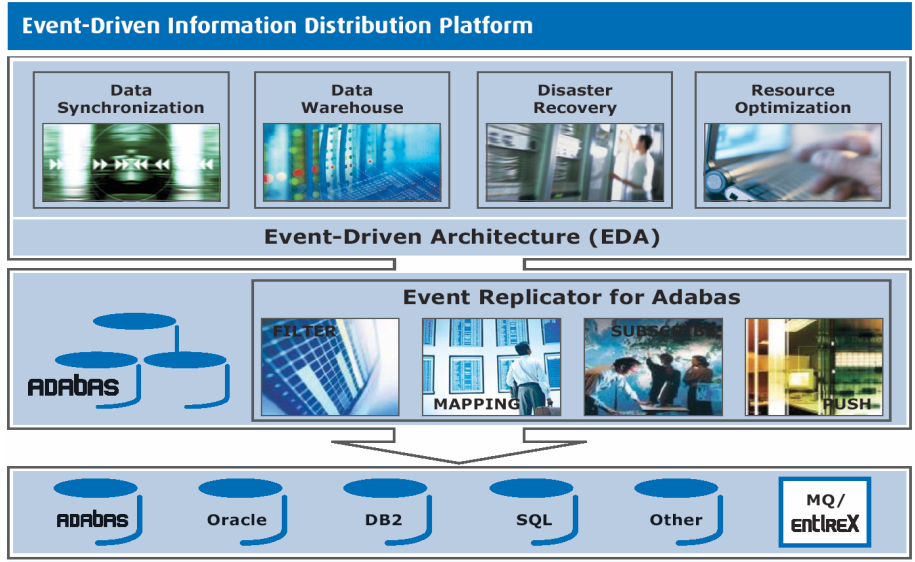 Event-Driven Information Distribution Platform
Data
Synchronization
Data
Warehouse
Disaster
Recovery
Resource
Optimization
Event-Driven Architecture (EDA)
Event Replicator for Adabas
FILTER
MAPPING
SUBSCRIBE
PUSH
ADABAS
ADABAS
Oracle
DB2
SQL
Other
MQ/
ENTIREX